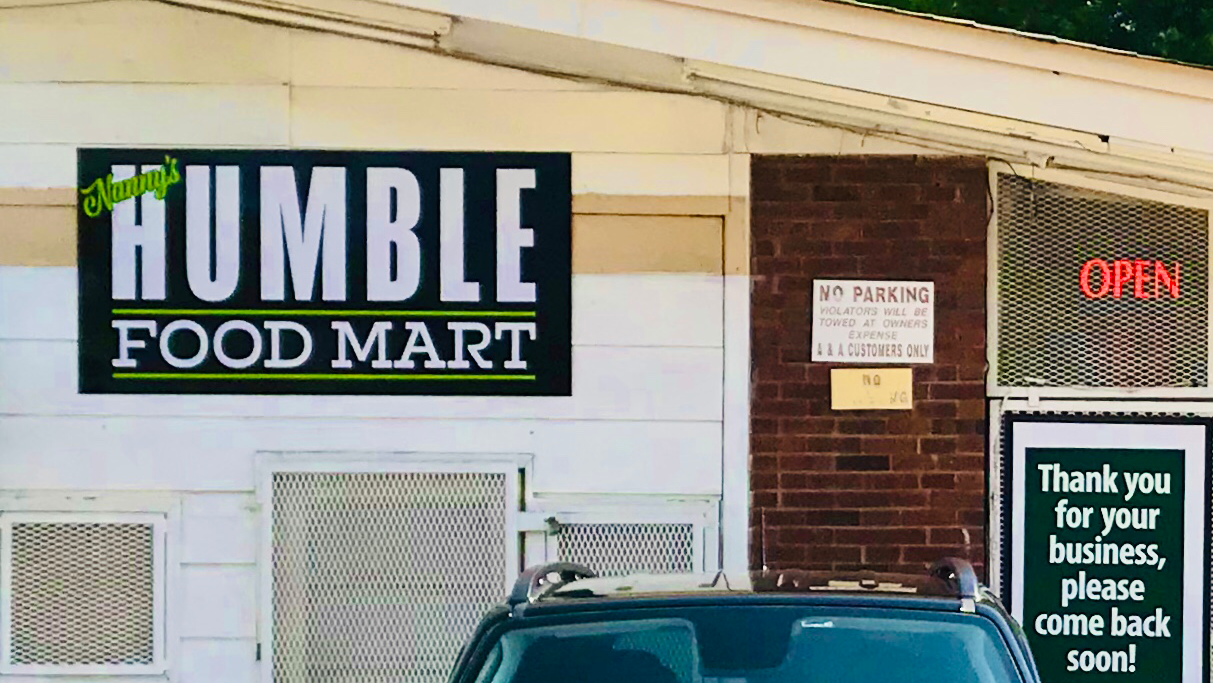 Nanny's
HUMBLE
FOOD MART
NO PARKING
VIOLATORS WILL BE
TOWED AT OWNERS
EXPENSE
A & A CUSTOMERS ONLY
NO
OPEN
Thank you
for your
business,
please
come back
soon!